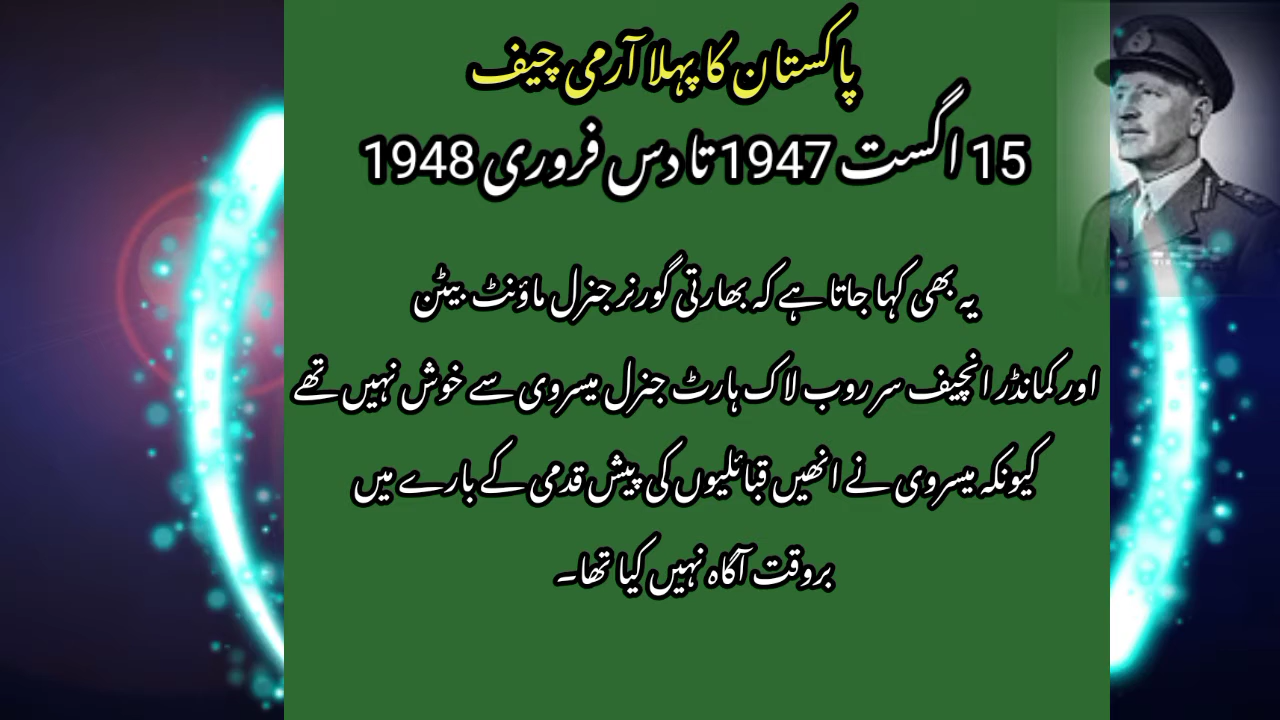 پاکستان کا پہلا آرمی چیف
15 اگست 1947 تا دس فروری 1948
یہ بھی کہا جاتا ہے کہ بھارتی گورنر جنرل ماؤنٹ بیٹن
اور کمانڈر انچیف سر روب لاک ہارٹ جنرل میسروی سے خوش نہیں تھے
کیونکہ میسروی نے انھیں قبائلیوں کی پیش قدمی کے بارے میں
بروقت آگاہ نہیں کیا تھا۔